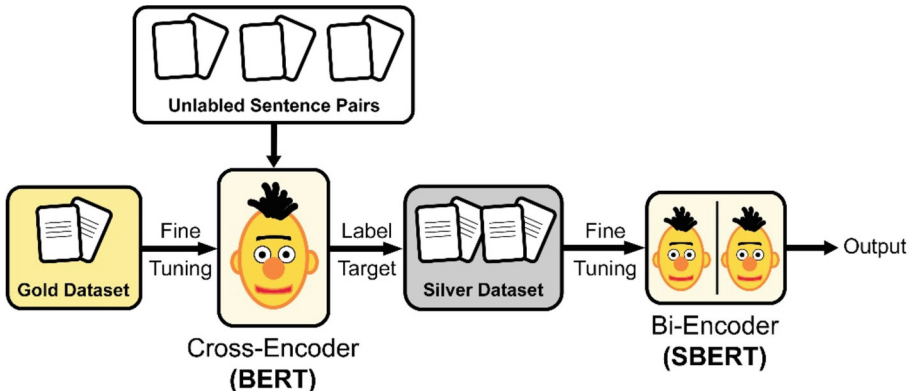 Unlabled Sentence Pairs
Gold Dataset
Fine
Tuning
Cross-Encoder
(BERT)
Label
Target
Silver Dataset
Fine
Tuning
Bi-Encoder
(SBERT)
Output